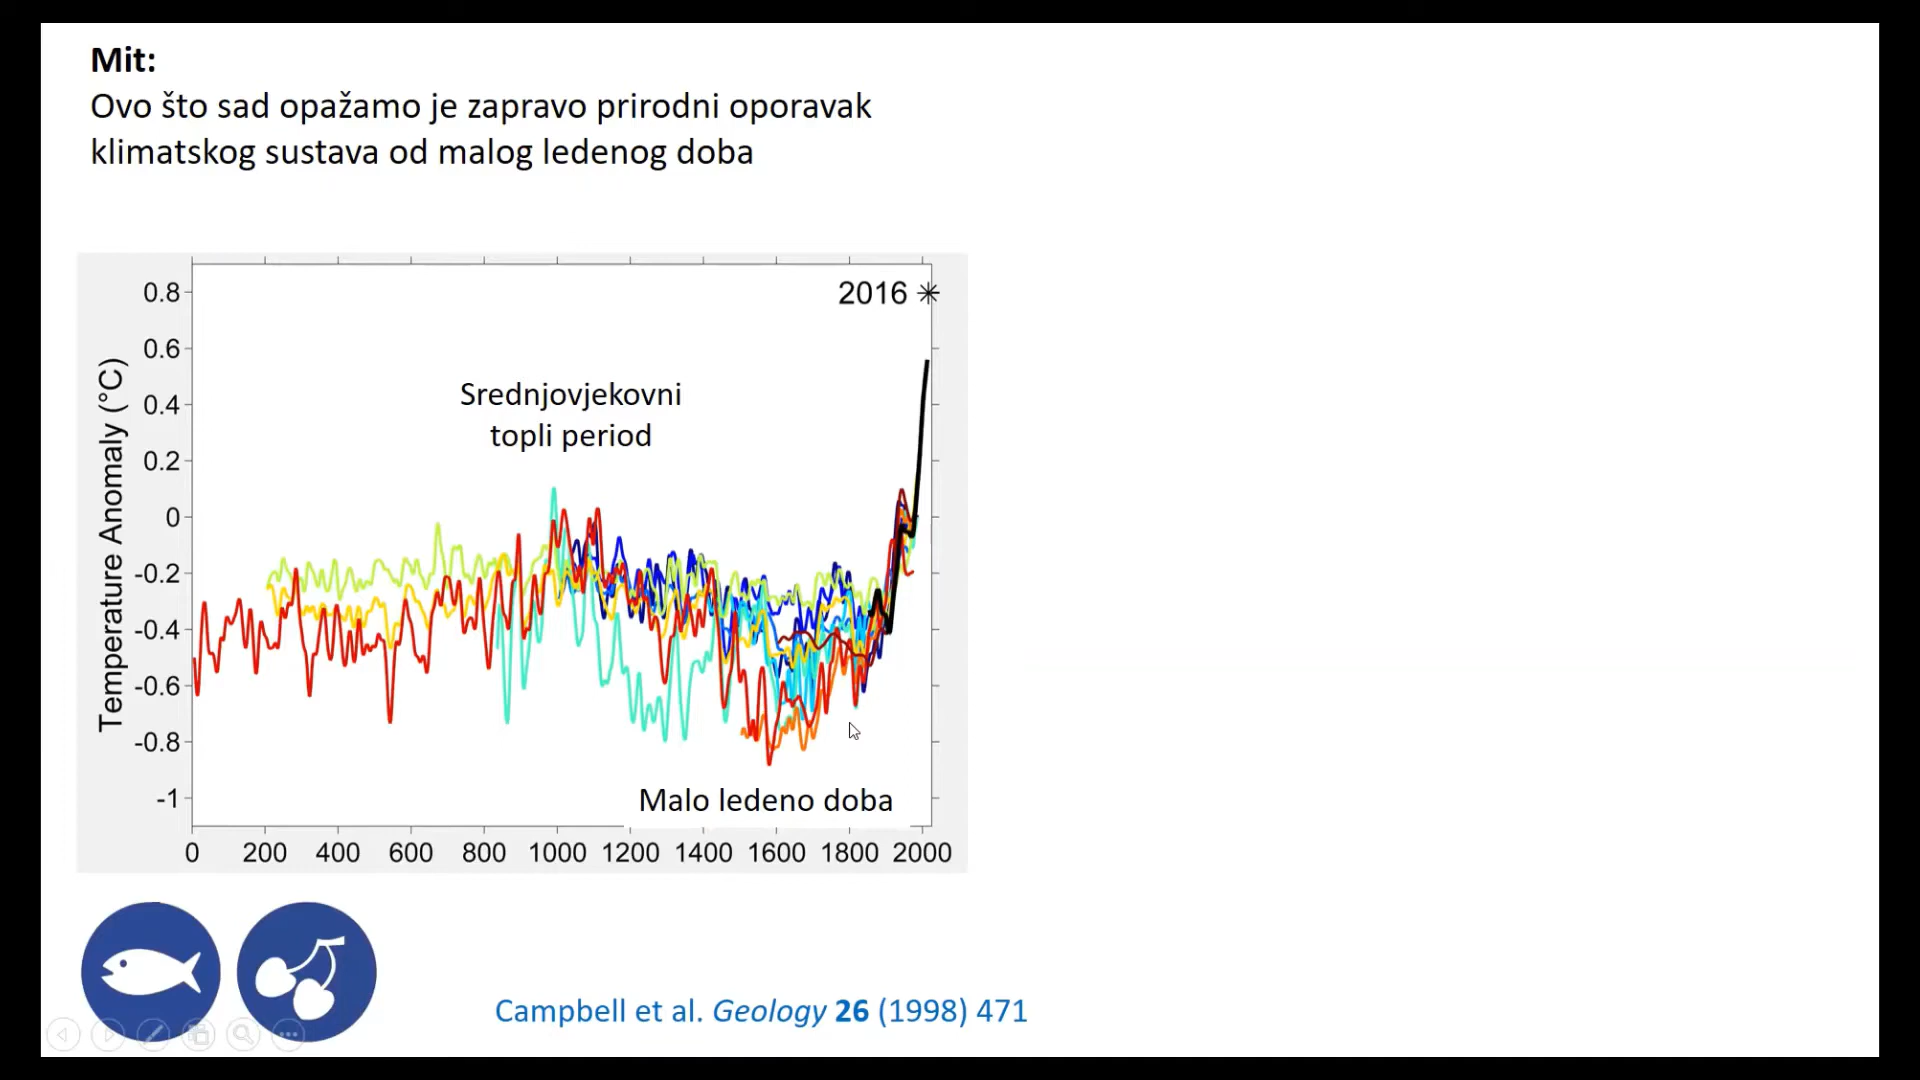 Mit:
Ovo što sad opažamo je zapravo prirodni oporavak
klimatskog sustava od malog ledenog doba
2016
Srednjovjekovni
topli period
Temperature Anomaly (°C)
0.8
0.6
0.4
0.2
0
-0.2
-0.4
-0.6
-0.8
-1
Malo ledeno doba
0 200 400 600 800 1000 1200 1400 1600 1800 2000
Campbell et al. Geology 26 (1998) 471